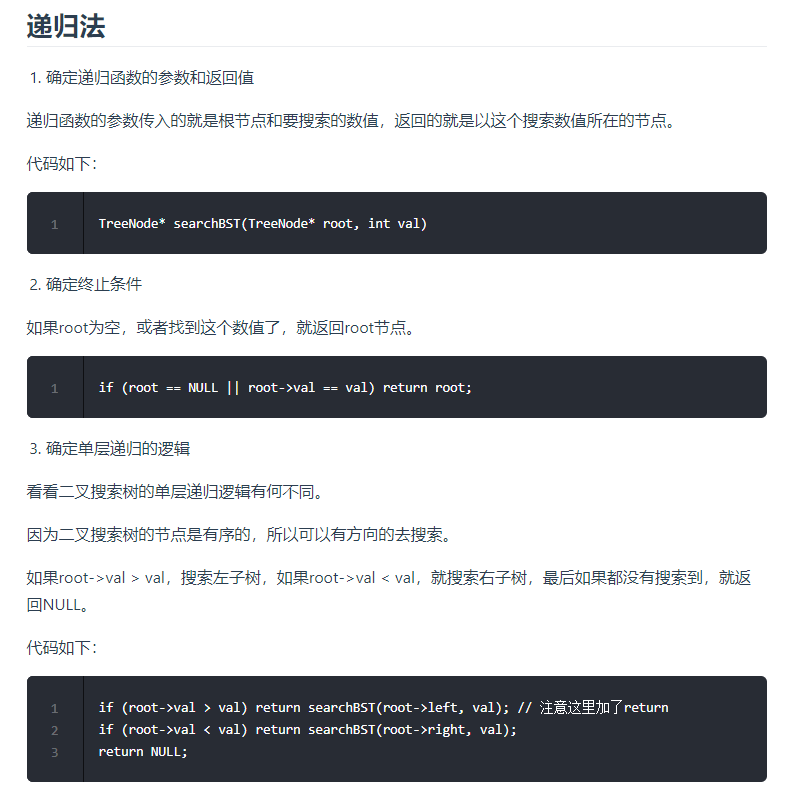 递归法
1. 确定递归函数的参数和返回值
递归函数的参数传入的就是根节点和要搜索的数值，返回的就是以这个搜索数值所在的节点。
代码如下：
1 TreeNode* searchBST(TreeNode* root, int val)
2. 确定终止条件
如果root为空，或者找到这个数值了，就返回root节点。
1 if (root == NULL || root->val == val) return root;
3. 确定单层递归的逻辑
看看二叉搜索树的单层递归逻辑有何不同。
因为二叉搜索树的节点是有序的，所以可以有方向的去搜索。
如果root->val > val，搜索左子树，如果root->val < val，就搜索右子树，最后如果都没有搜索到，就返
回NULL。
代码如下：
1 if (root->val > val) return searchBST(root->left, val); // 注意这里加了return
2 if (root->val < val) return searchBST(root->right, val);
3 return NULL;